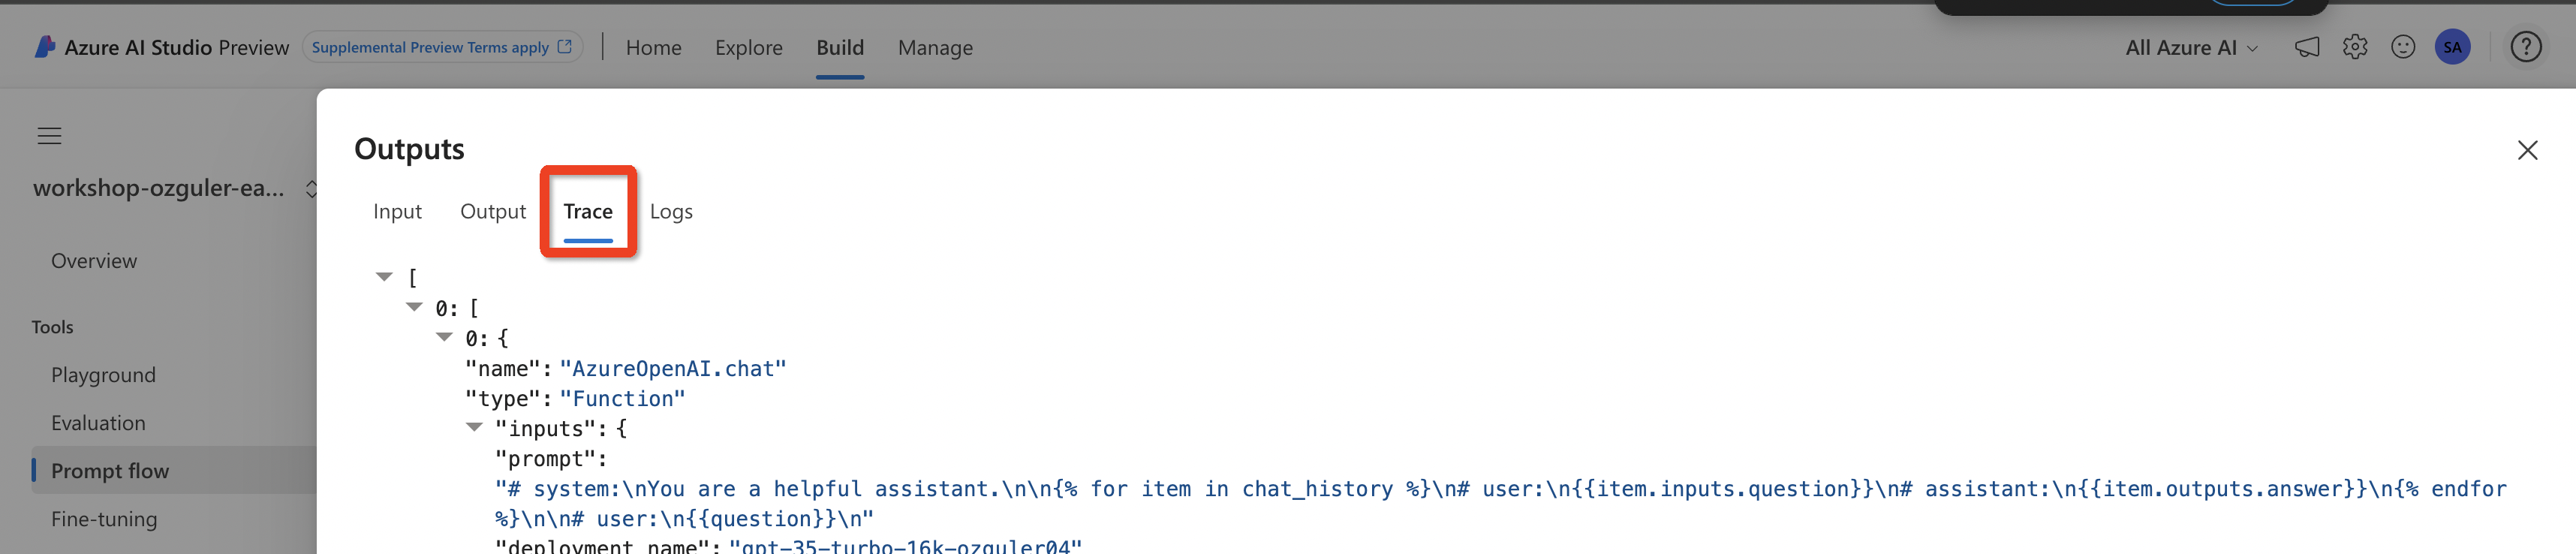 Azure AI Studio Preview
Supplemental Preview Terms apply
Home
Explore
Build
Manage
All Azure AI
SA
?
workshop-ozguler-ea...
Overview
Tools
Playground
Evaluation
Prompt flow
Fine-tuning
Outputs
Input
Output
Trace
Logs
[
0: [
0: {
"name": "AzureOpenAI.chat"
"type": "Function"
"inputs": {
"prompt":
"# system:\nYou are a helpful assistant.\n\n{% for item in chat_history %}\n# user:\n{{item.inputs.question}}\n# assistant:\n{{item.outputs.answer}}\n{% endfor
%}\n\n# user:\n{{question}}\n"
"deployment_name": "gpt-35-turbo-16k-ozguler04"